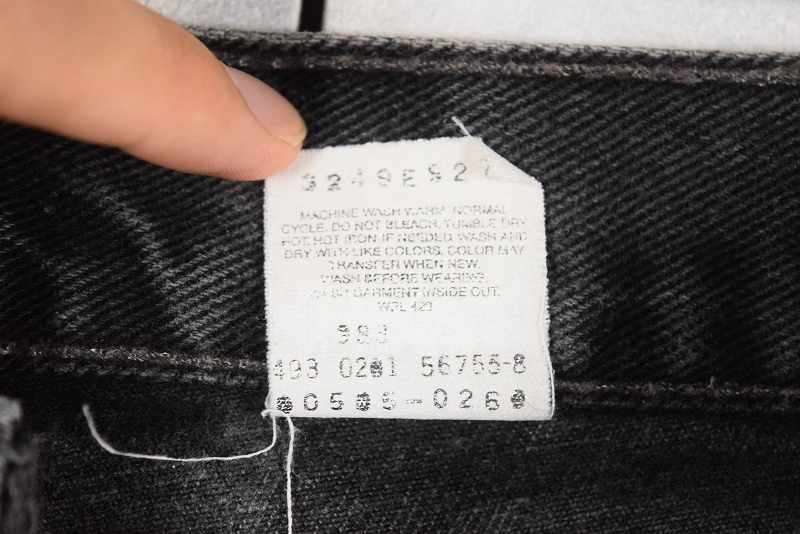 3249E927
MACHINE WASH WARM NORMAL
CYCLE. DO NOT BLEACH. TUMBLE DRY
HOT. HOT IRON IF NEEDED. WASH AND
DRY WITH LIKE COLORS. COLOR MAY
TRANSFER WHEN NEW.
WASH BEFORE WEARING.
WASH GARMENT INSIDE OUT.
WPL 423
493 0201 56755-8